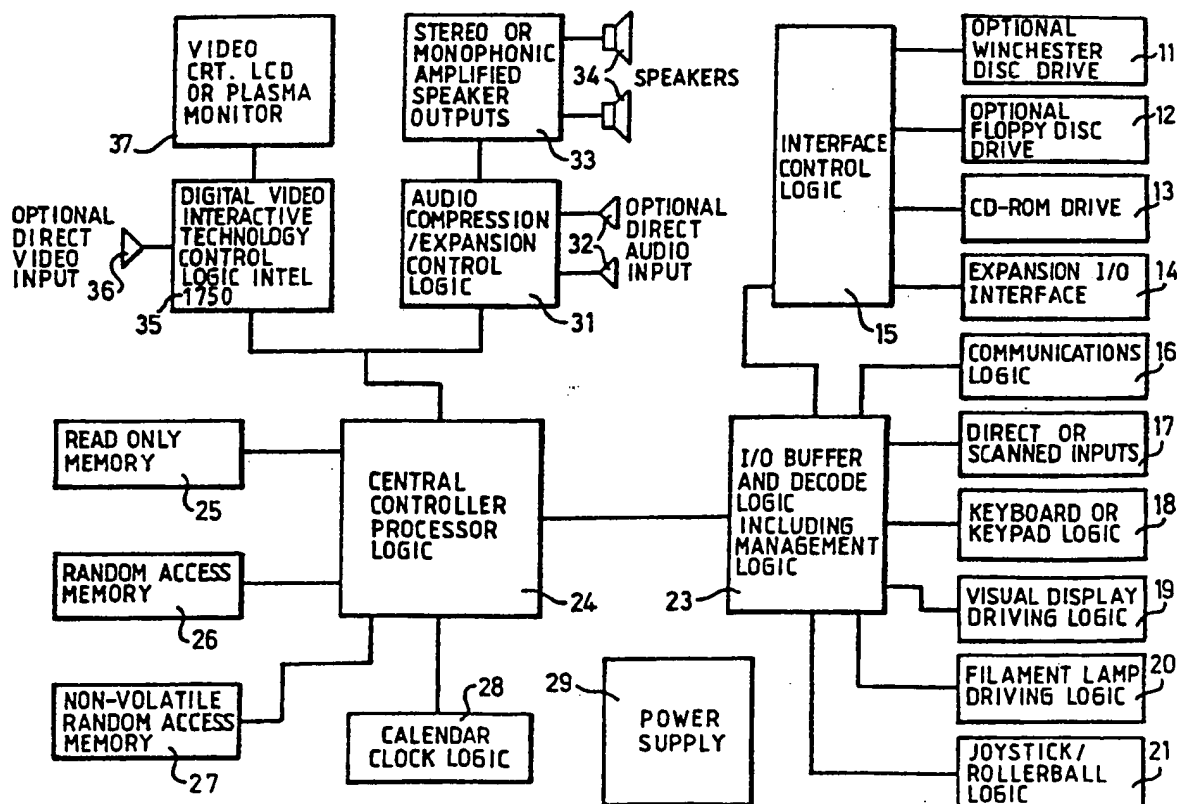 VIDEO
CRT. LCD
OR PLASMA
MONITOR
37
STEREO OR
MONOPHONIC
AMPLIFIED
SPEAKER
OUTPUTS
33
34 SPEAKERS
OPTIONAL
DIRECT
VIDEO
INPUT
36
DIGITAL VIDEO
INTERACTIVE
TECHNOLOGY
CONTROL
LOGIC INTEL
1750
35
AUDIO
COMPRESSION
/EXPANSION
CONTROL
LOGIC
31
32
OPTIONAL
DIRECT
AUDIO
INPUT
INTERFACE
CONTROL
LOGIC
15
OPTIONAL
WINCHESTER
DISC DRIVE
11
OPTIONAL
FLOPPY DISC
DRIVE
12
CD-ROM DRIVE
13
EXPANSION I/O
INTERFACE
14
COMMUNICATIONS
LOGIC
16
DIRECT OR
SCANNED INPUTS
17
KEYBOARD OR
KEYPAD LOGIC
18
VISUAL DISPLAY
DRIVING LOGIC
19
FILAMENT LAMP
DRIVING LOGIC
20
JOYSTICK/
ROLLERBALL
LOGIC
21
READ ONLY
MEMORY
25
RANDOM ACCESS
MEMORY
26
NON-VOLATILE
RANDOM ACCESS
MEMORY
27
CENTRAL
CONTROLLER
PROCESSOR
LOGIC
24
I/O BUFFER
AND DECODE
LOGIC
INCLUDING
MANAGEMENT
LOGIC
23
28
CALENDAR
CLOCK LOGIC
29
POWER
SUPPLY